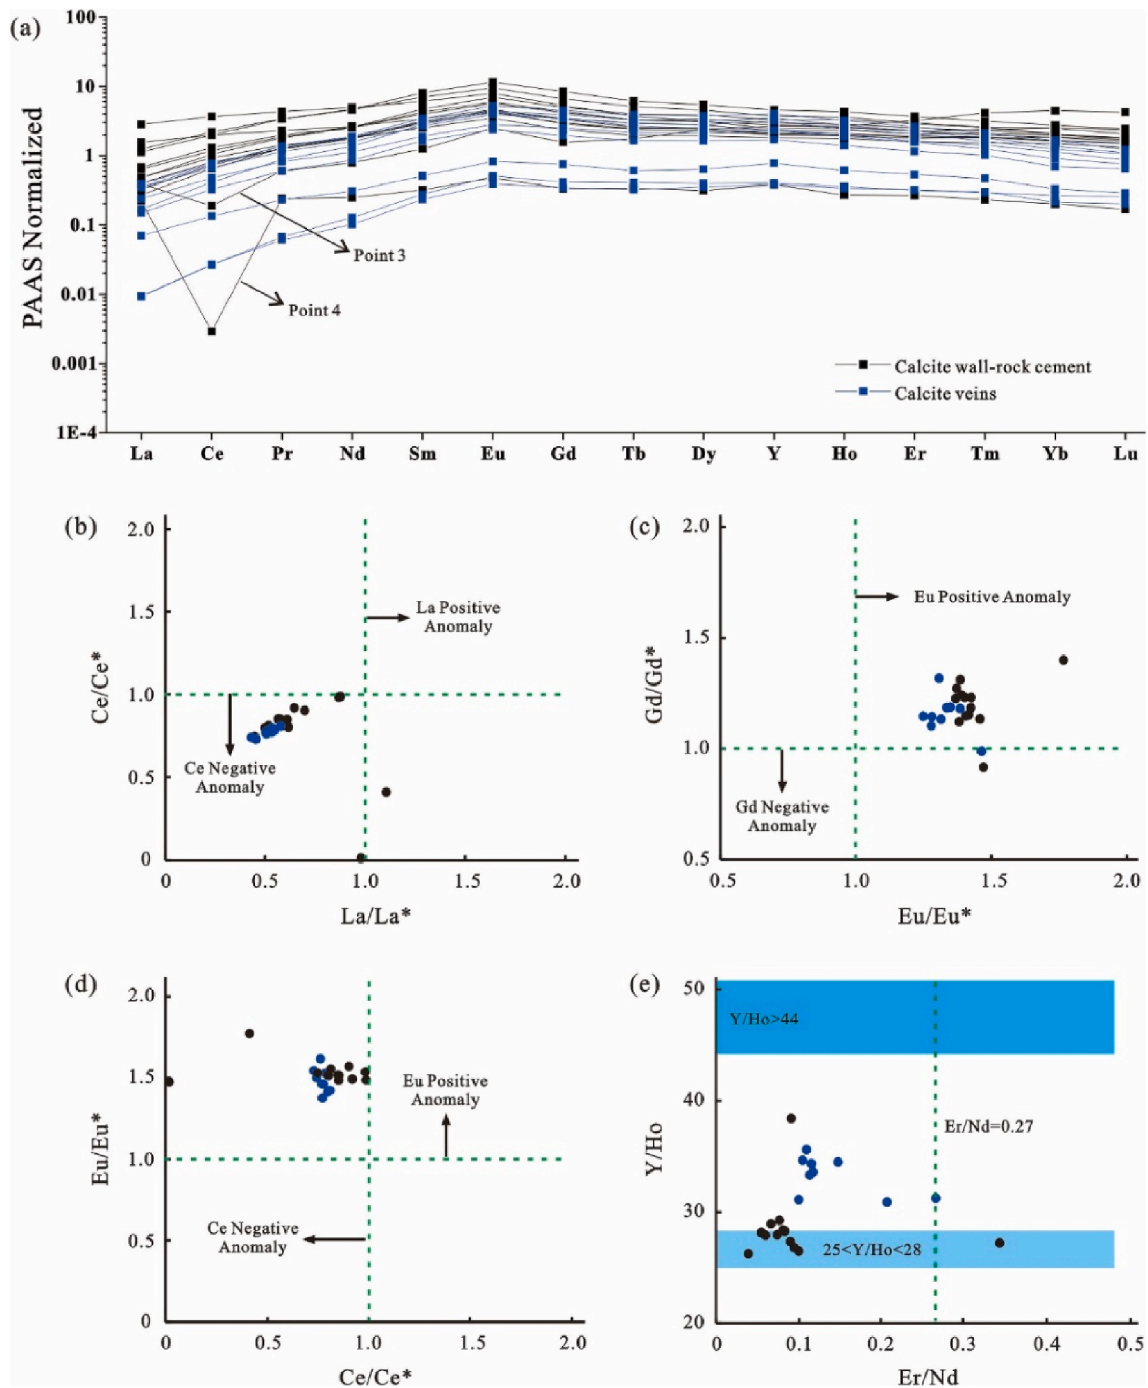 (a)
100
10
1
0.1
0.01
0.001
1E-4
PAAS Normalized
Point 3
Point 4
Calcite wall-rock cement
Calcite veins
La Ce Pr Nd Sm Eu Gd Tb Dy Y Ho Er Tm Yb Lu
(b)
2.0
1.5
1.0
0.5
0
Ce/Ce*
La Positive
Anomaly
Ce Negative
Anomaly
0 0.5 1.0 1.5 2.0
La/La*
(c)
2.0
1.5
1.0
0.5
Gd/Gd*
Eu Positive Anomaly
Gd Negative
Anomaly
0.5 1.0 1.5 2.0
Eu/Eu*
(d)
2.0
1.5
1.0
0.5
0
Eu/Eu*
Eu Positive
Anomaly
Ce Negative
Anomaly
0 0.5 1.0 1.5 2.0
Ce/Ce*
(e)
50
40
30
20
Y/Ho
Y/Ho>44
Er/Nd=0.27
25<Y/Ho<28
0 0.1 0.2 0.3 0.4 0.5
Er/Nd